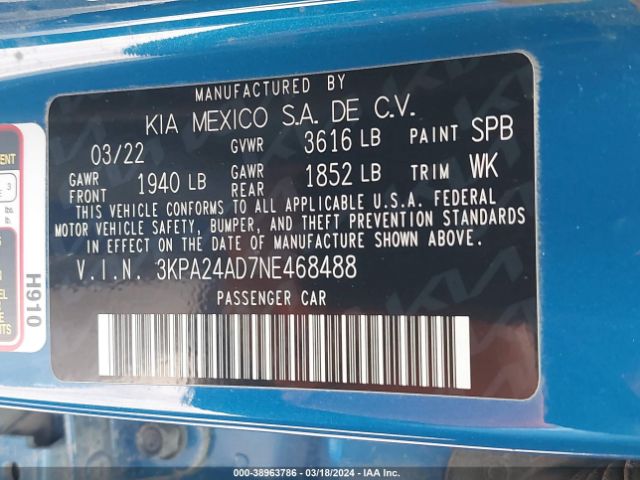 MANUFACTURED BY
KIA MEXICO S.A. DE C.V.
03/22 GVWR 3616 LB PAINT SPB
GAWR FRONT 1940 LB GAWR REAR 1852 LB TRIM WK
THIS VEHICLE CONFORMS TO ALL APPLICABLE U.S.A. FEDERAL
MOTOR VEHICLE SAFETY, BUMPER, AND THEFT PREVENTION STANDARDS
IN EFFECT ON THE DATE OF MANUFACTURE SHOWN ABOVE.
V.I.N. 3KPA24AD7NE468488
PASSENGER CAR
H910
3
lbs.
000-38963786 - 03/18/2024 - IAA Inc.